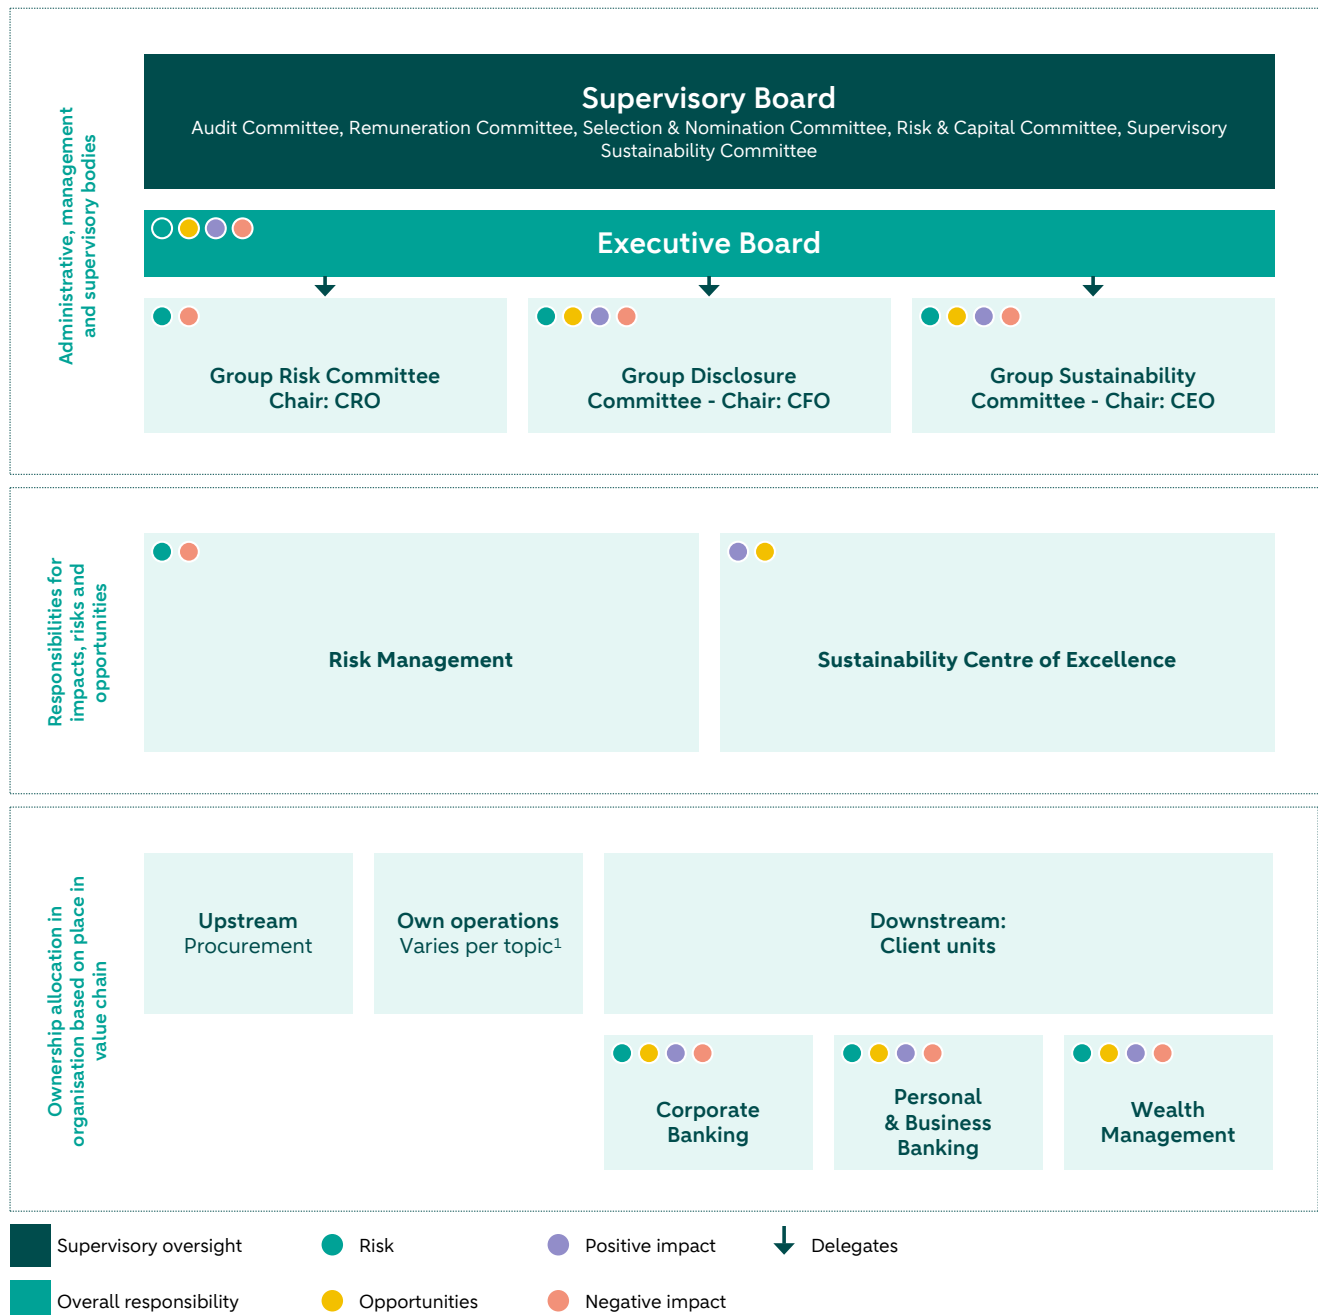 Administrative, management
and supervisory bodies
Supervisory Board
Audit Committee, Remuneration Committee, Selection & Nomination Committee, Risk & Capital Committee, Supervisory
Sustainability Committee
Executive Board
Group Risk Committee
Chair: CRO
Group Disclosure
Committee - Chair: CFO
Group Sustainability
Committee - Chair: CEO
Responsibilities for
impacts, risks and
opportunities
Risk Management
Sustainability Centre of Excellence
Ownership allocation in
organisation based on place in
value chain
Upstream
Procurement
Own operations
Varies per topic¹
Downstream:
Client units
Corporate
Banking
Personal
& Business
Banking
Wealth
Management
Supervisory oversight
Risk
Positive impact
Delegates
Overall responsibility
Opportunities
Negative impact